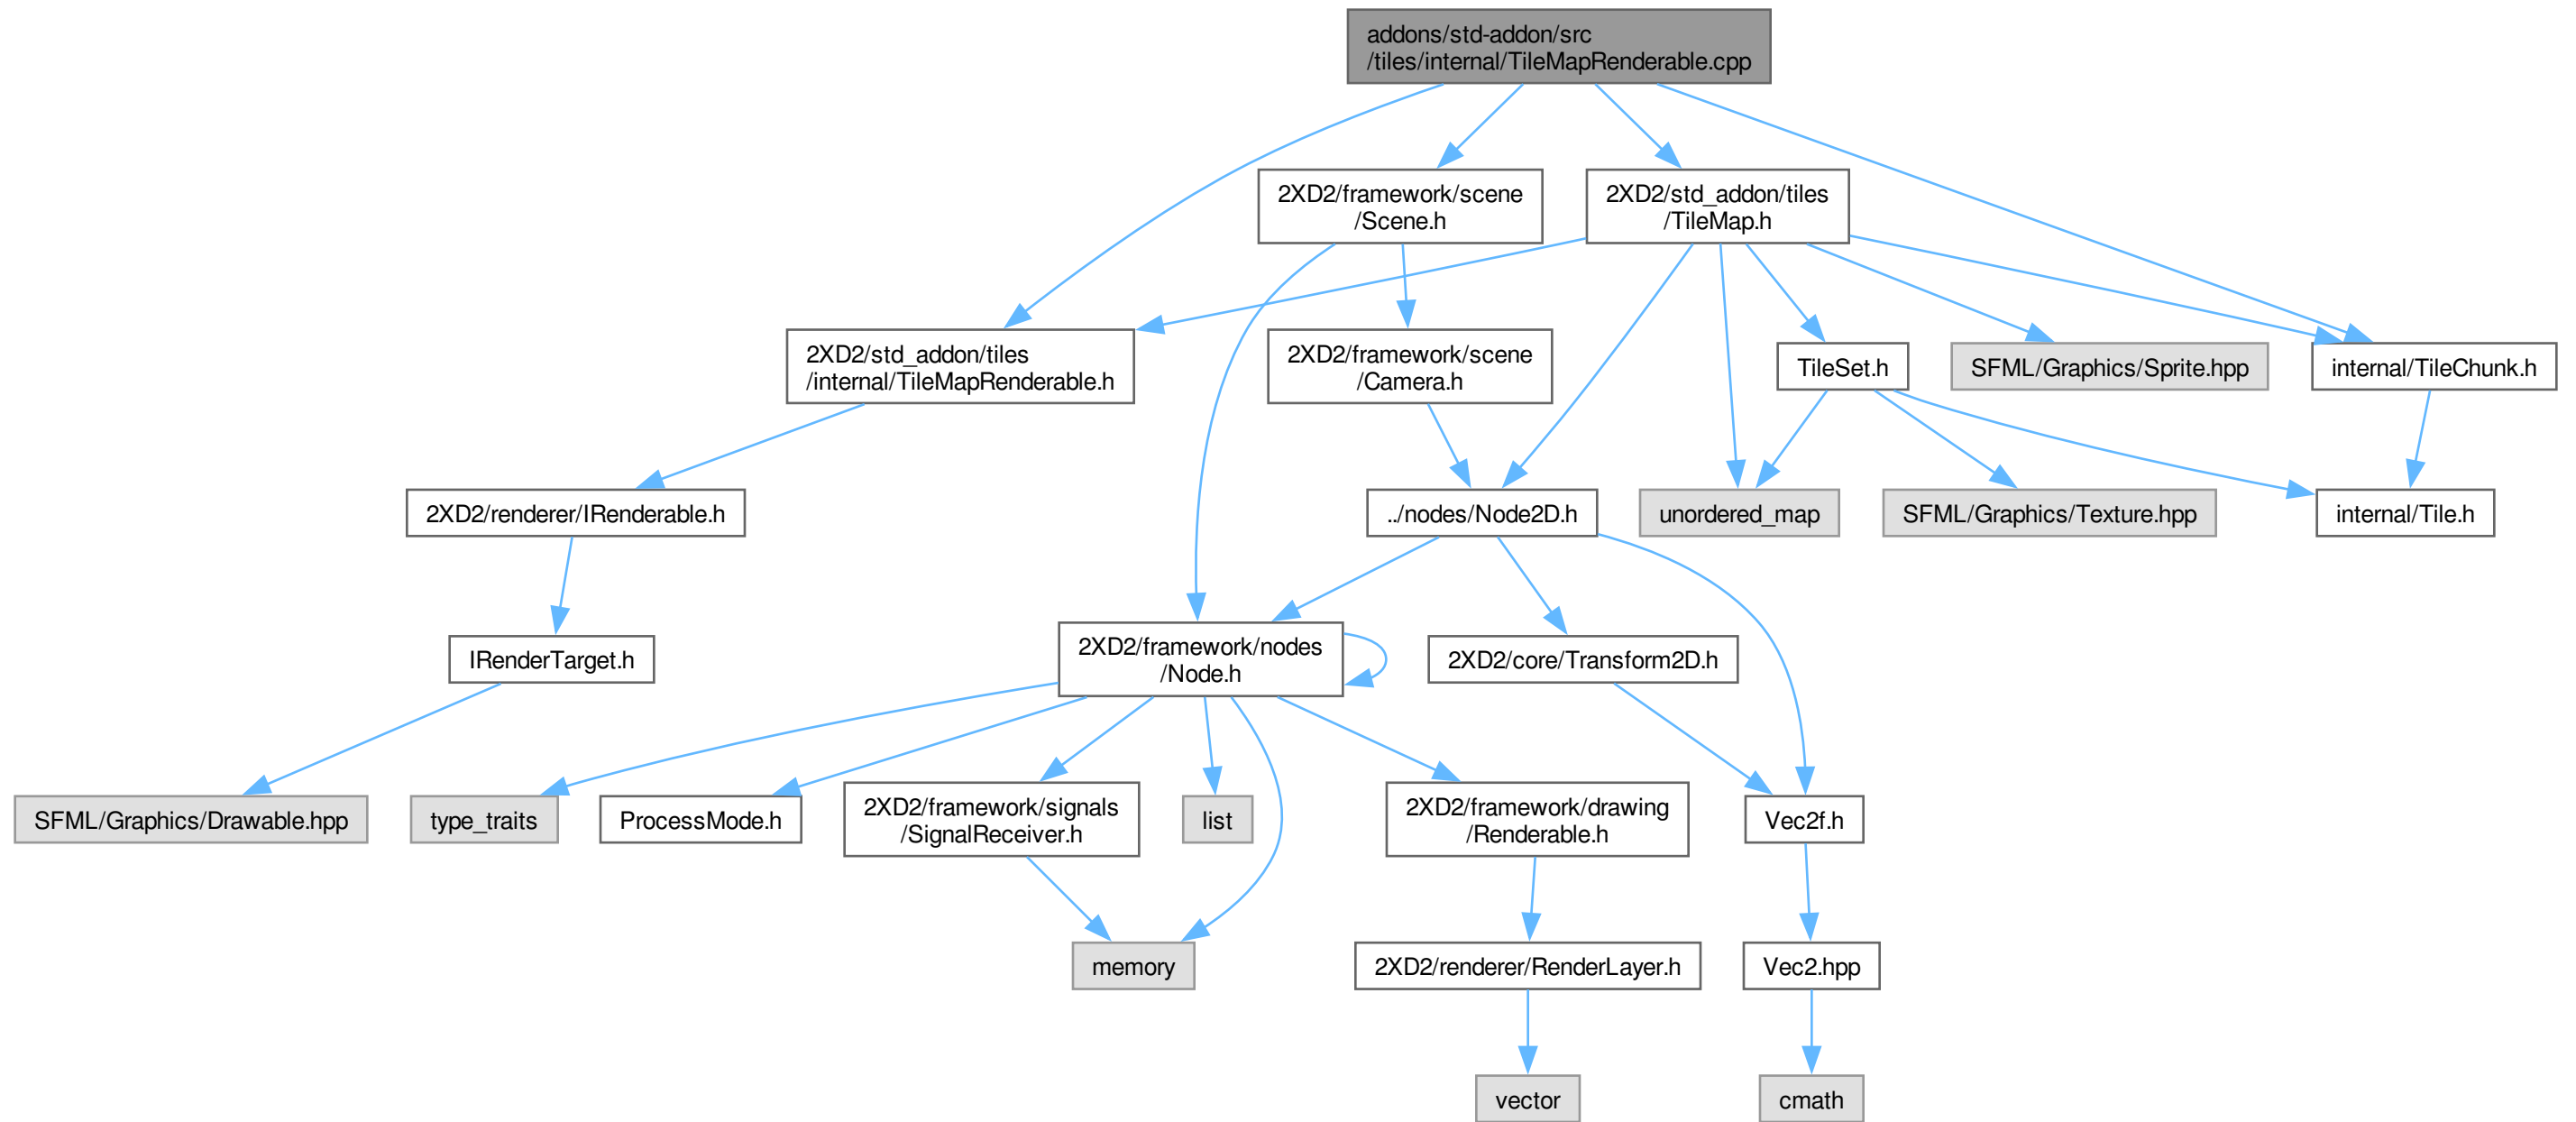 addons/std-addon/src
/tiles/internal/TileMapRenderable.cpp
2XD2/framework/scene
/Scene.h
2XD2/std_addon/tiles
/TileMap.h
2XD2/std_addon/tiles
/internal/TileMapRenderable.h
2XD2/framework/scene
/Camera.h
TileSet.h
SFML/Graphics/Sprite.hpp
internal/TileChunk.h
2XD2/renderer/IRenderable.h
../nodes/Node2D.h
unordered_map
SFML/Graphics/Texture.hpp
internal/Tile.h
IRenderTarget.h
2XD2/framework/nodes
/Node.h
2XD2/core/Transform2D.h
SFML/Graphics/Drawable.hpp
type_traits
ProcessMode.h
2XD2/framework/signals
/SignalReceiver.h
list
2XD2/framework/drawing
/Renderable.h
Vec2f.h
memory
2XD2/renderer/RenderLayer.h
Vec2.hpp
vector
cmath